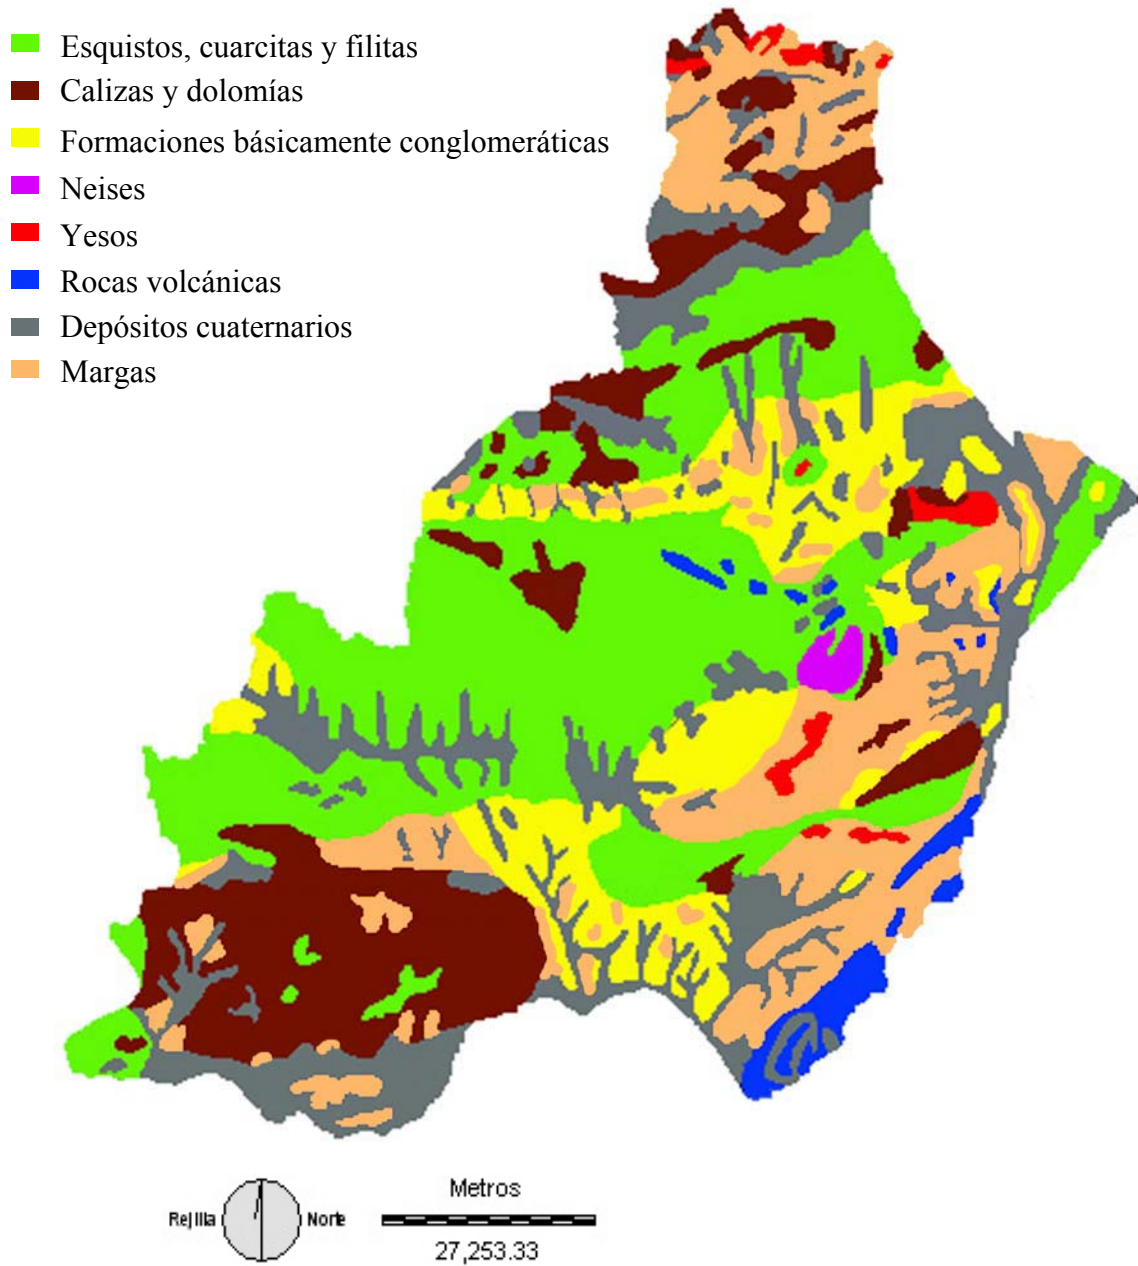 Esquistos, cuarcitas y filitas
Calizas y dolomías
Formaciones básicamente conglomeráticas
Neises
Yesos
Rocas volcánicas
Depósitos cuaternarios
Margas
Metros
Rejilla Norte
27,253.33